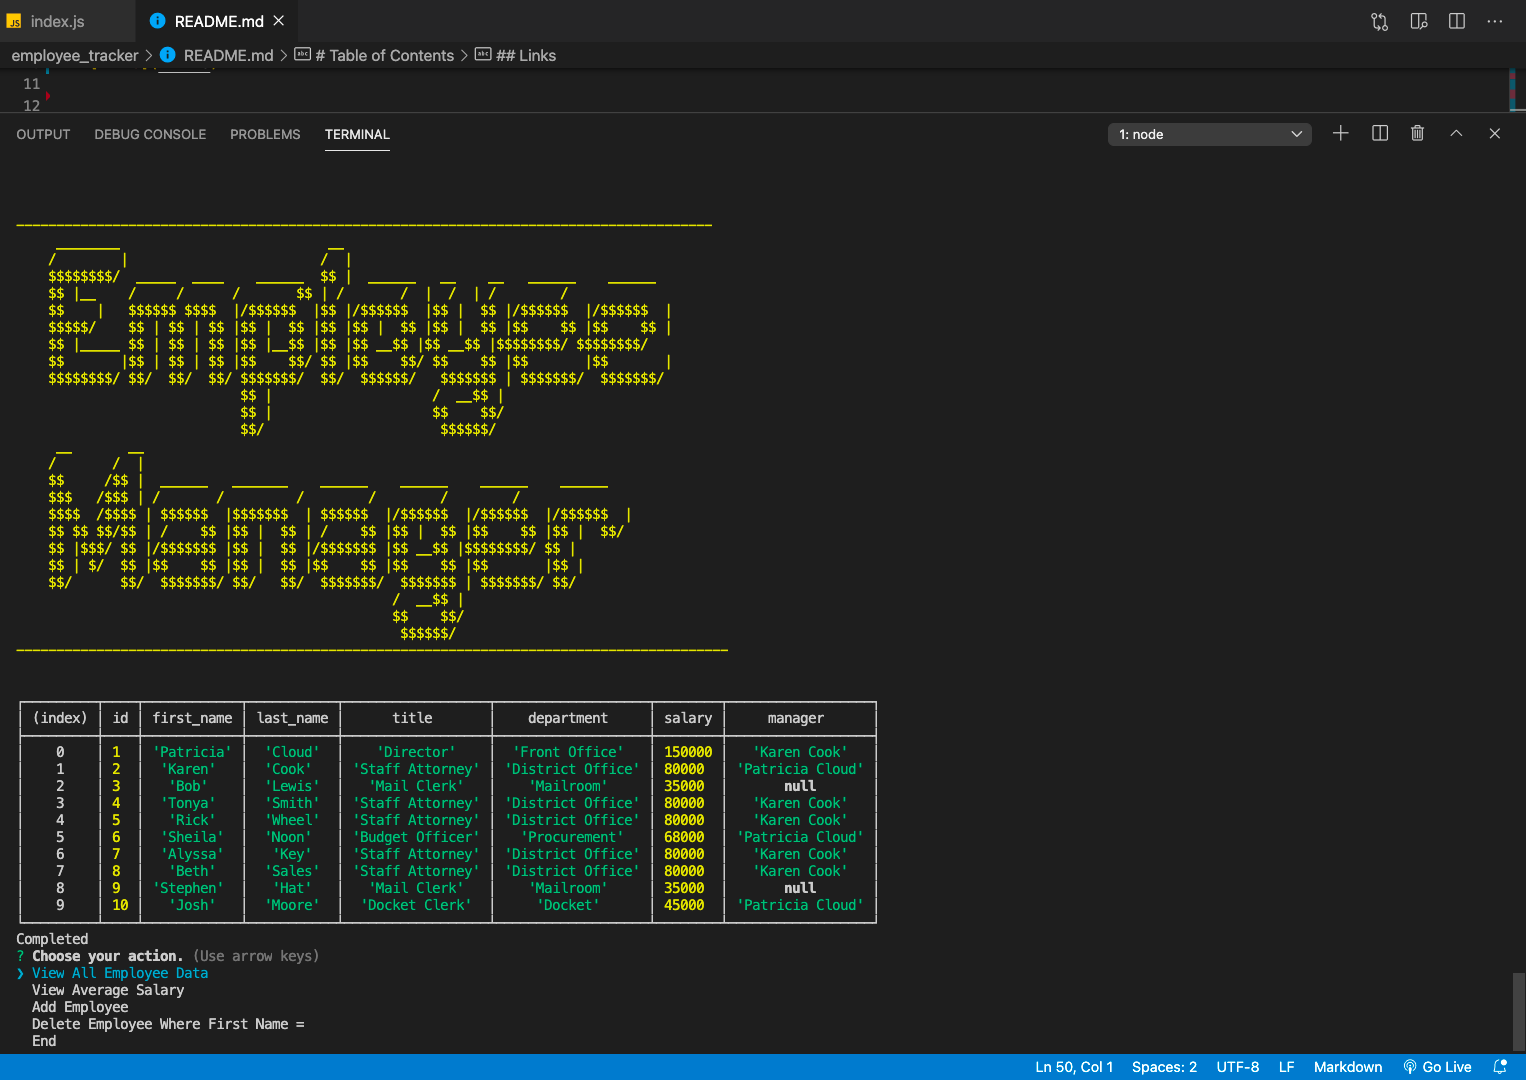 index.js README.md
employee_tracker > README.md > # Table of Contents > ## Links
11
12
OUTPUT DEBUG CONSOLE PROBLEMS TERMINAL 1: node
Employee
Manager
(index) id first_name last_name title department salary manager
0 1 'Patricia' 'Cloud' 'Director' 'Front Office' 150000 'Karen Cook'
1 2 'Karen' 'Cook' 'Staff Attorney' 'District Office' 80000 'Patricia Cloud'
2 3 'Bob' 'Lewis' 'Mail Clerk' 'Mailroom' 35000 null
3 4 'Tonya' 'Smith' 'Staff Attorney' 'District Office' 80000 'Karen Cook'
4 5 'Rick' 'Wheel' 'Staff Attorney' 'District Office' 80000 'Karen Cook'
5 6 'Sheila' 'Noon' 'Budget Officer' 'Procurement' 68000 'Patricia Cloud'
6 7 'Alyssa' 'Key' 'Staff Attorney' 'District Office' 80000 'Karen Cook'
7 8 'Beth' 'Sales' 'Staff Attorney' 'District Office' 80000 'Karen Cook'
8 9 'Stephen' 'Hat' 'Mail Clerk' 'Mailroom' 35000 null
9 10 'Josh' 'Moore' 'Docket Clerk' 'Docket' 45000 'Patricia Cloud'
Completed
? Choose your action. (Use arrow keys)
❯ View All Employee Data
View Average Salary
Add Employee
Delete Employee Where First Name =
End
Ln 50, Col 1 Spaces: 2 UTF-8 LF Markdown Go Live